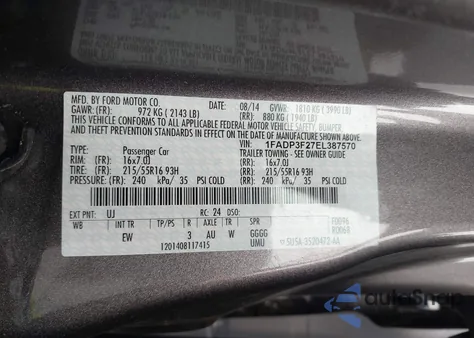 MFD. BY FORD MOTOR CO.
DATE: 08/14 GVWR: 1810 KG ( 3990 LB)
GAWR: (FR): 972 KG ( 2143 LB) (RR): 880 KG ( 1940 LB)
THIS VEHICLE CONFORMS TO ALL APPLICABLE FEDERAL MOTOR VEHICLE SAFETY, BUMPER,
AND THEFT PREVENTION STANDARDS IN EFFECT ON THE DATE OF MANUFACTURE SHOWN ABOVE.
VIN: 1FADP3F27EL387570
TYPE: Passenger Car TRAILER TOWING - SEE OWNER GUIDE
RIM: (FR) 16x7.0J (RR): 16x7.0J
TIRE: (FR): 215/55R16 93H (RR): 215/55R16 93H
PRESSURE: (FR): 240 kPa/ 35 PSI COLD (RR): 240 kPa/ 35 PSI COLD
EXT PNT: UJ RC: 24 DSO:
WB INT TR TP/PS R AXLE TR SPR
EW 3 AU W GGGG
1201408117415 UMU
F0096
R0068
autoSnap